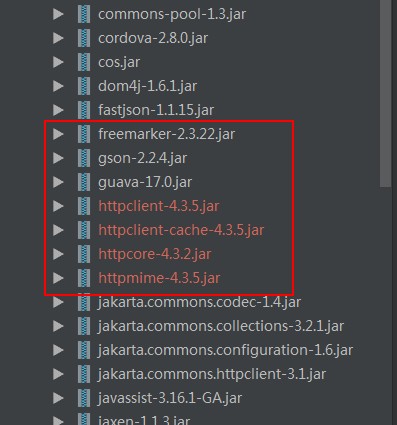 commons-pool-1.3.jar
cordova-2.8.0.jar
cos.jar
dom4j-1.6.1.jar
fastjson-1.1.15.jar
freemarker-2.3.22.jar
gson-2.2.4.jar
guava-17.0.jar
httpclient-4.3.5.jar
httpclient-cache-4.3.5.jar
httpcore-4.3.2.jar
httpmime-4.3.5.jar
jakarta.commons.codec-1.4.jar
jakarta.commons.collections-3.2.1.jar
jakarta.commons.configuration-1.6.jar
jakarta.commons.httpclient-3.1.jar
javassist-3.16.1-GA.jar
jaxen-1.1.3.jar